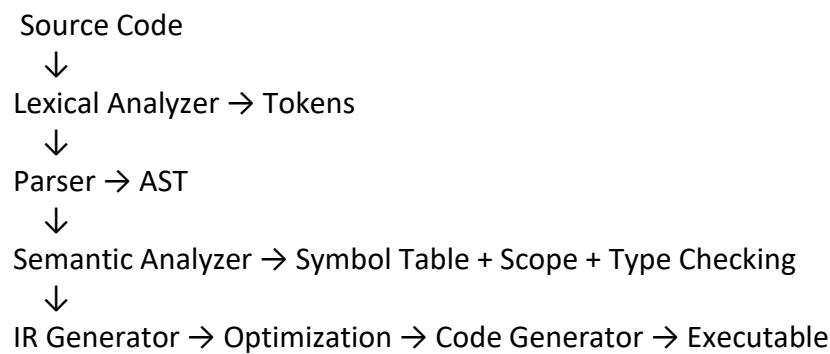 Source Code
↓
Lexical Analyzer → Tokens
↓
Parser → AST
↓
Semantic Analyzer → Symbol Table + Scope + Type Checking
↓
IR Generator → Optimization → Code Generator → Executable